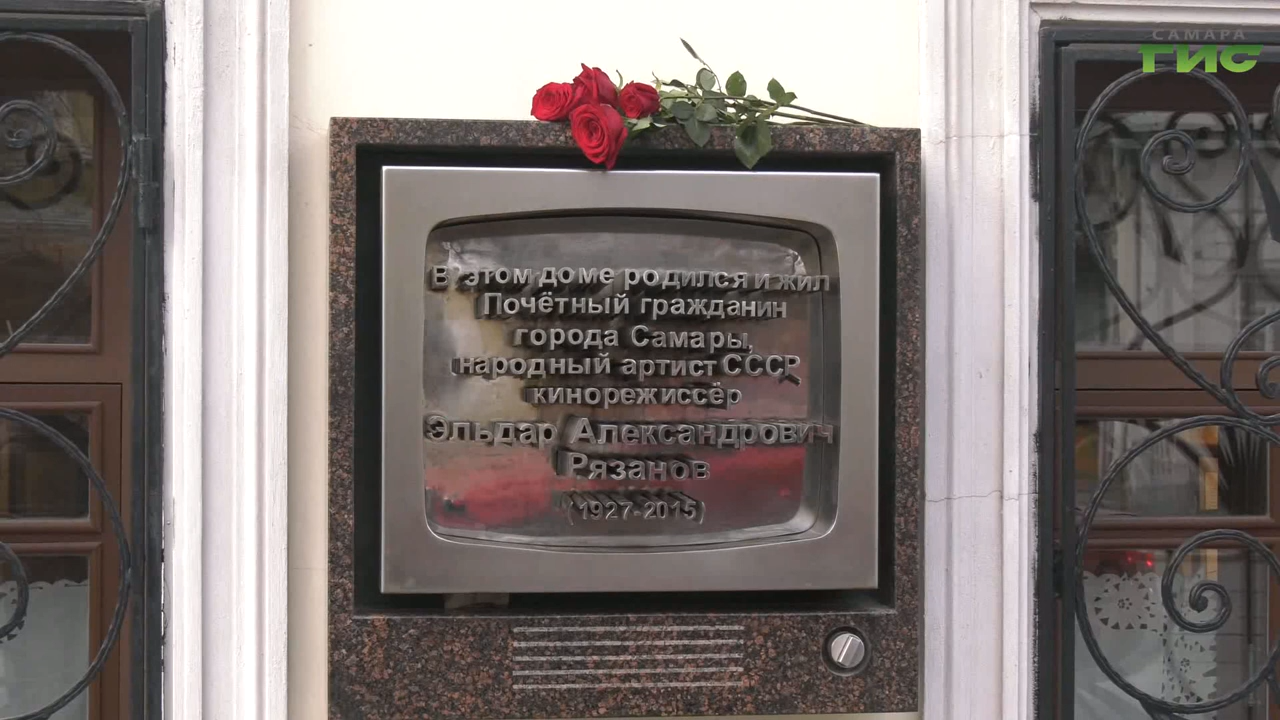 САМАРА
ГИС
В этом доме родился и жил
Почётный гражданин
города Самары,
народный артист СССР
кинорежиссёр
Эльдар Александрович
Рязанов
(1927-2015)